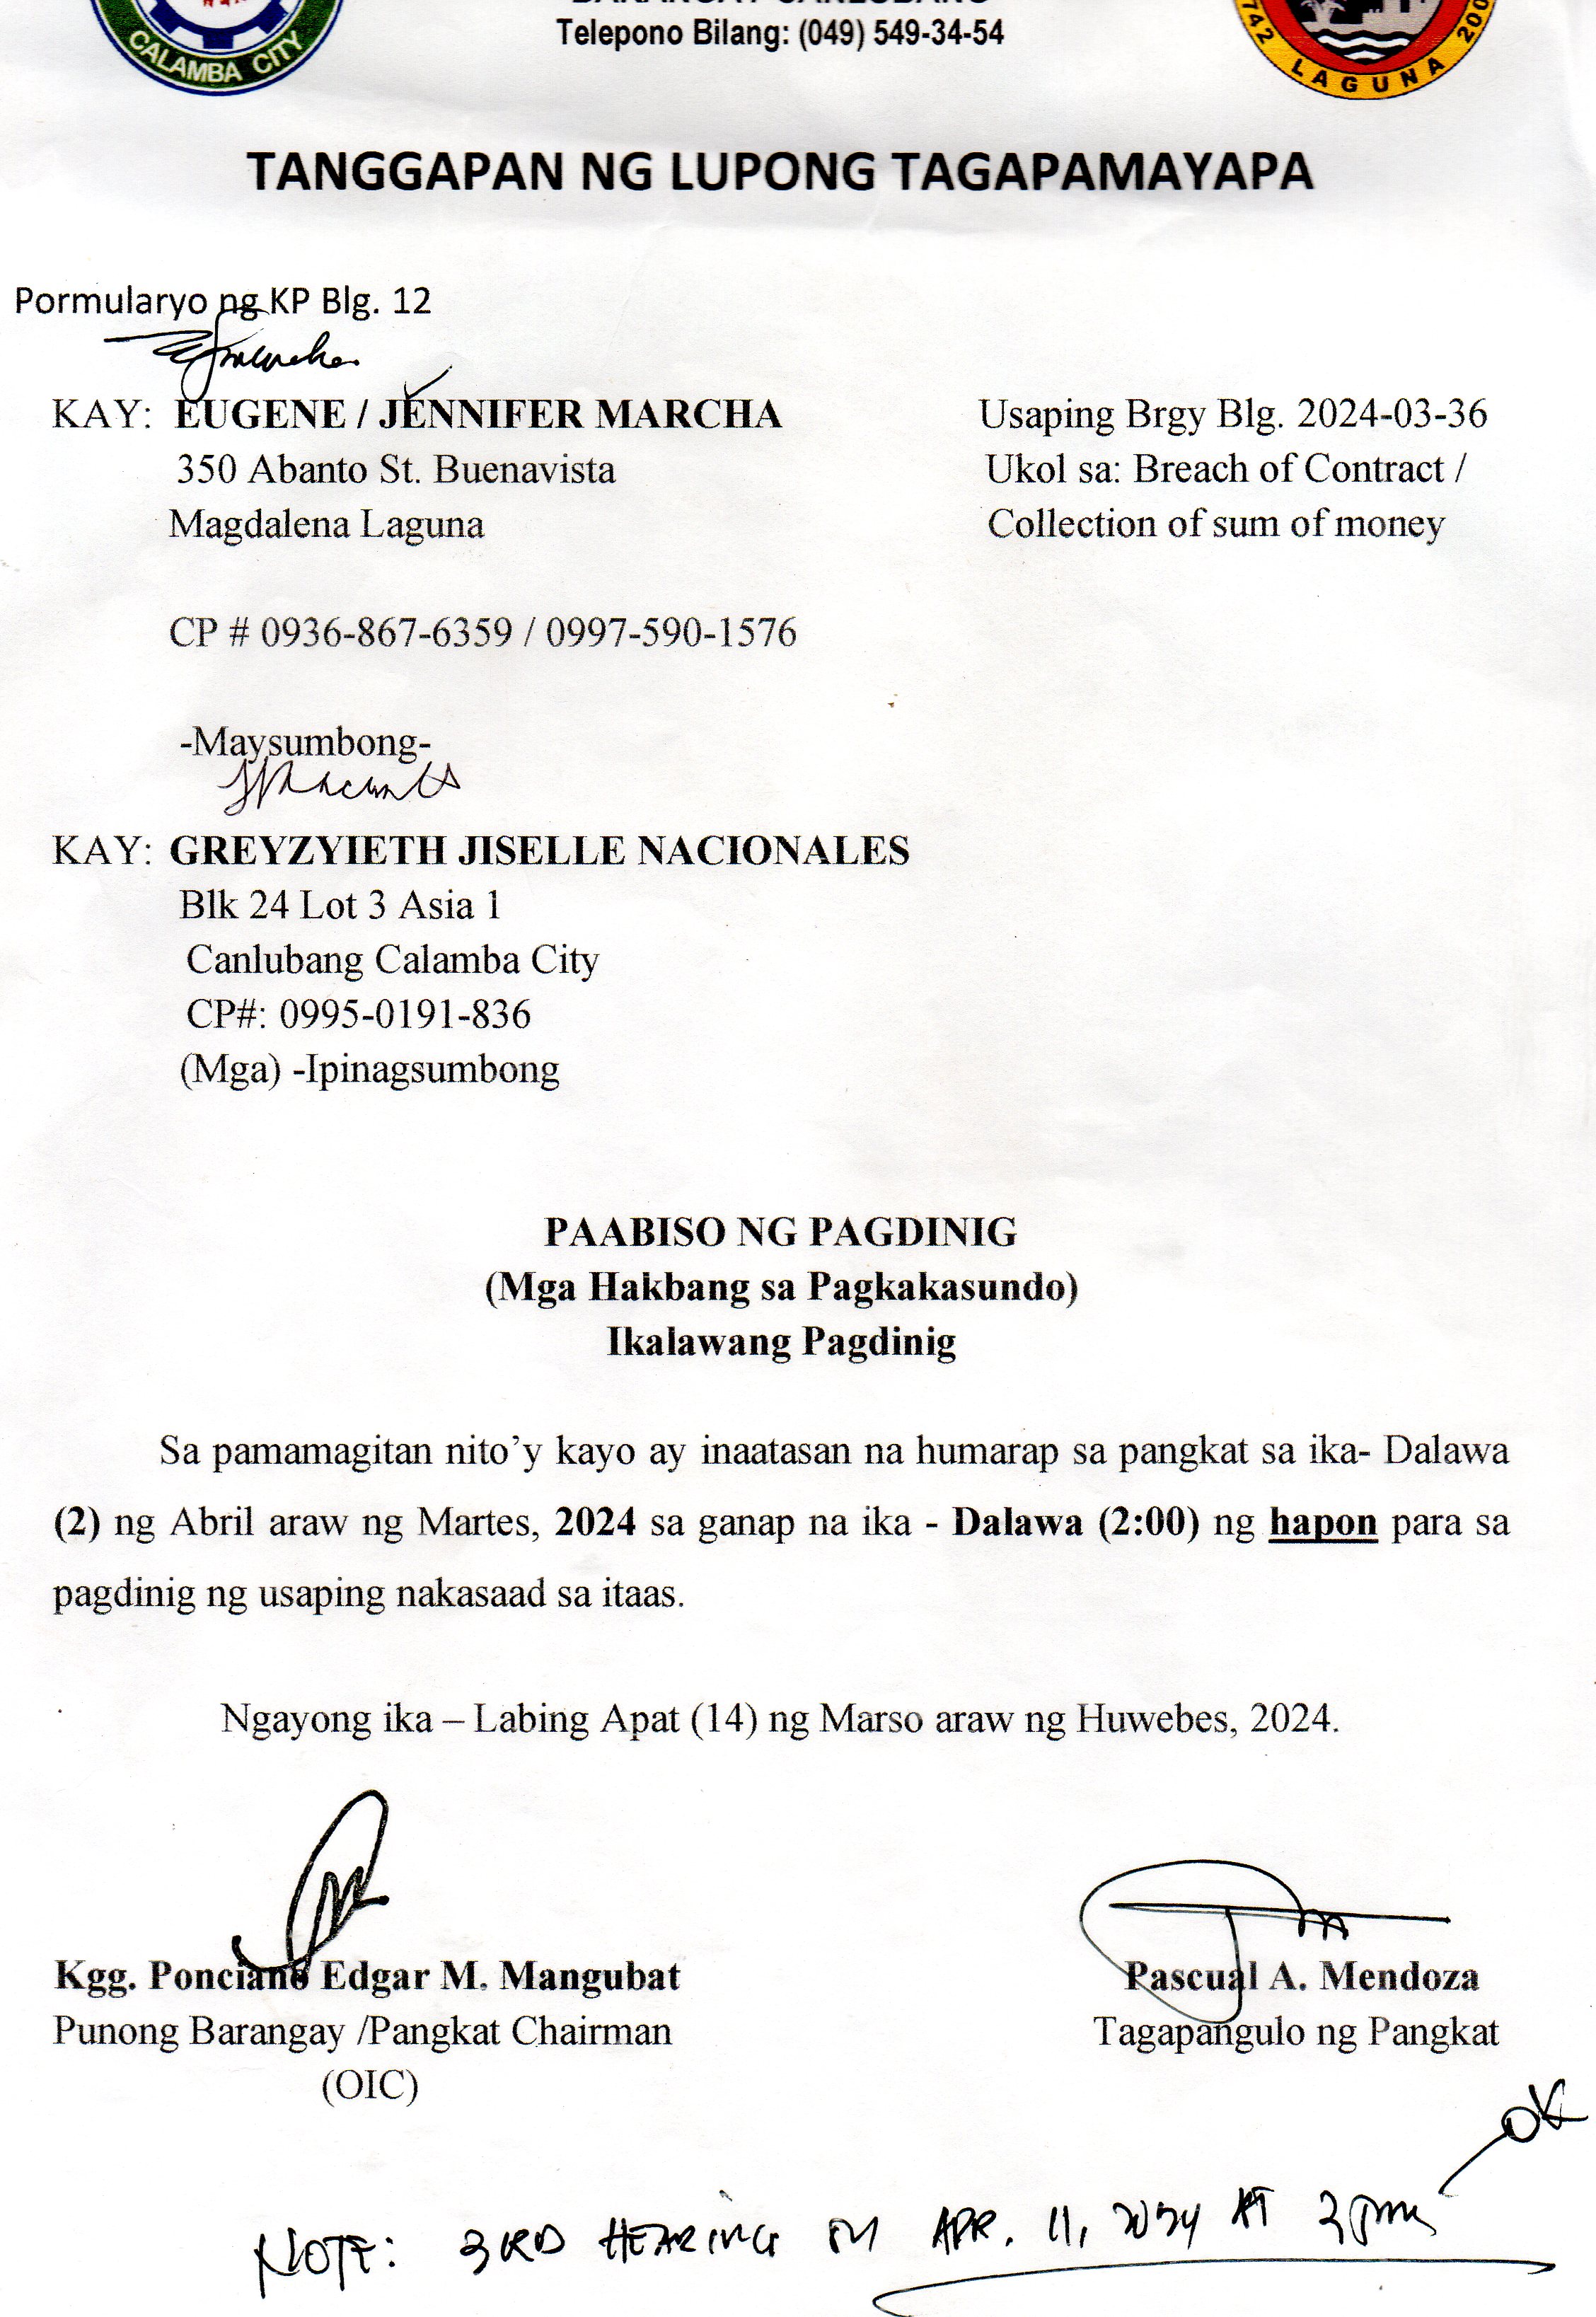 CALAMBA CITY
BARANGAY CANLUBANG
Telepono Bilang: (049) 549-34-54
1742 LAGUNA 200
TANGGAPAN NG LUPONG TAGAPAMAYAPA
Pormularyo ng KP Blg. 12
KAY: EUGENE / JENNIFER MARCHA
Usaping Brgy Blg. 2024-03-36
350 Abanto St. Buenavista
Ukol sa: Breach of Contract /
Magdalena Laguna
Collection of sum of money
CP # 0936-867-6359 / 0997-590-1576
-Maysumbong-
KAY: GREYZYIETH JISELLE NACIONALES
Blk 24 Lot 3 Asia 1
Canlubang Calamba City
CP#: 0995-0191-836
(Mga) -Ipinagsumbong
PAABISO NG PAGDINIG
(Mga Hakbang sa Pagkakasundo)
Ikalawang Pagdinig
Sa pamamagitan nito’y kayo ay inaatasan na humarap sa pangkat sa ika- Dalawa
(2) ng Abril araw ng Martes, 2024 sa ganap na ika - Dalawa (2:00) ng hapon para sa
pagdinig ng usaping nakasaad sa itaas.
Ngayong ika – Labing Apat (14) ng Marso araw ng Huwebes, 2024.
Kgg. Ponciano Edgar M. Mangubat
Pascual A. Mendoza
Punong Barangay /Pangkat Chairman
Tagapangulo ng Pangkat
(OIC)
OK
NOTE: 3RD HEARING ON APR. 11, 2024 AT 2pm